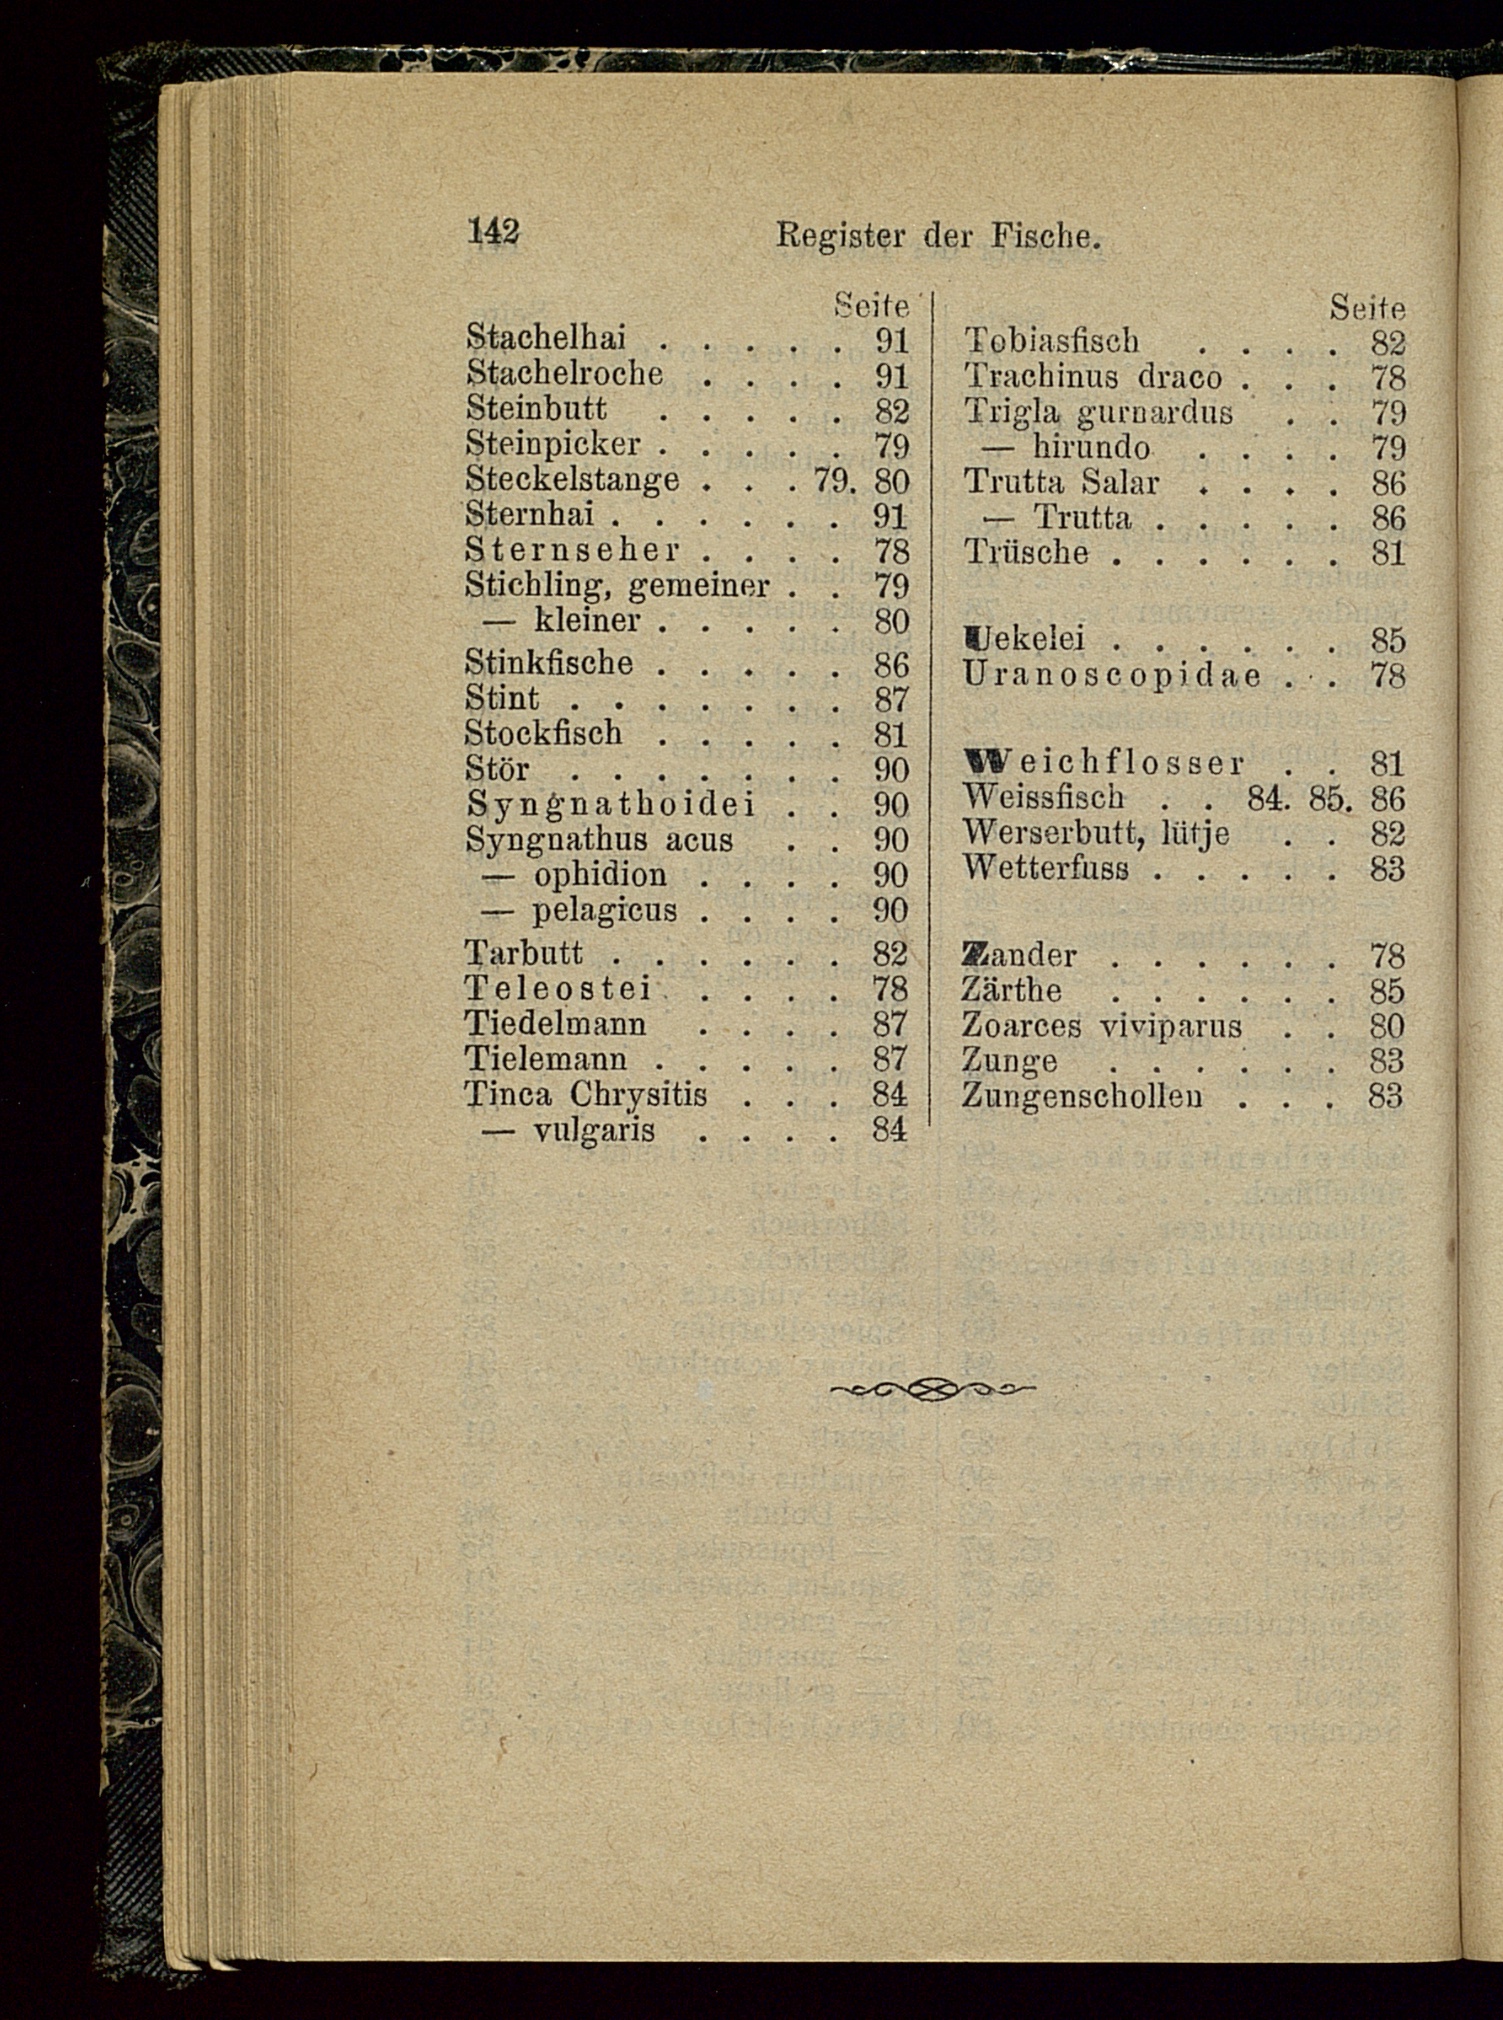 142
Register der Fische.
Seite
Stachelhai . . . . . 91
Stachelroche . . . . 91
Steinbutt . . . . . 82
Steinpicker . . . . . 79
Steckelstange . . . 79. 80
Sternhai . . . . . . 91
Sternseher . . . . 78
Stichling, gemeiner . . 79
— kleiner . . . . . 80
Stinkfische . . . . . 86
Stint . . . . . . . 87
Stockfisch . . . . . 81
Stör . . . . . . . 90
Syngnathoidei . . 90
Syngnathus acus . . 90
— ophidion . . . . 90
— pelagicus . . . . 90
Tarbutt . . . . . . 82
Teleostei . . . . 78
Tiedelmann . . . . 87
Tielemann . . . . . 87
Tinca Chrysitis . . . 84
— vulgaris . . . . 84
Seite
Tobiasfisch . . . . 82
Trachinus draco . . . 78
Trigla gurnardus . . 79
— hirundo . . . . 79
Trutta Salar . . . . 86
— Trutta . . . . . 86
Trüsche . . . . . . 81
Uekelei . . . . . . 85
Uranoscopidae . . 78
Weichflosser . . 81
Weissfisch . . 84. 85. 86
Werserbutt, lütje . . 82
Wetterfuss . . . . . 83
Zander . . . . . . 78
Zärthe . . . . . . 85
Zoarces viviparus . . 80
Zunge . . . . . . 83
Zungenschollen . . . 83